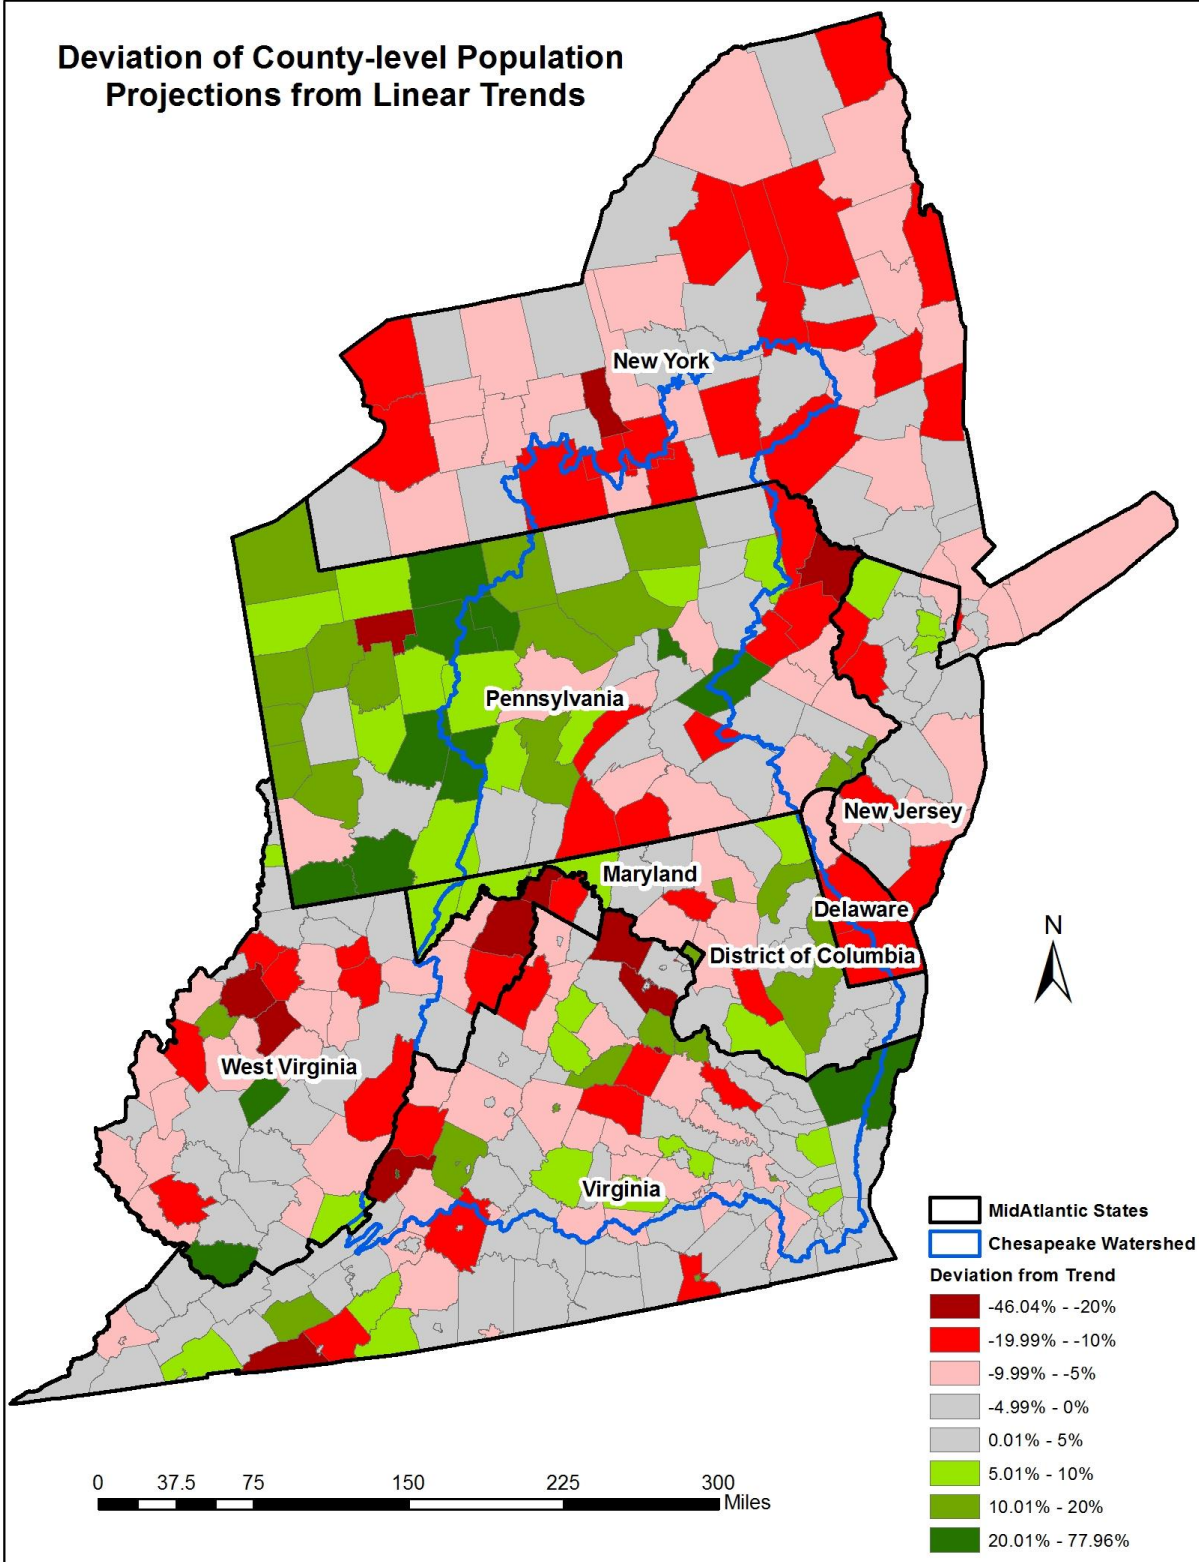 Deviation of County-level Population
Projections from Linear Trends
New York
Pennsylvania
New Jersey
Maryland
Delaware
District of Columbia
West Virginia
Virginia
N
MidAtlantic States
Chesapeake Watershed
Deviation from Trend
-46.04% - -20%
-19.99% - -10%
-9.99% - -5%
-4.99% - 0%
0.01% - 5%
5.01% - 10%
10.01% - 20%
20.01% - 77.96%
0 37.5 75 150 225 300
Miles